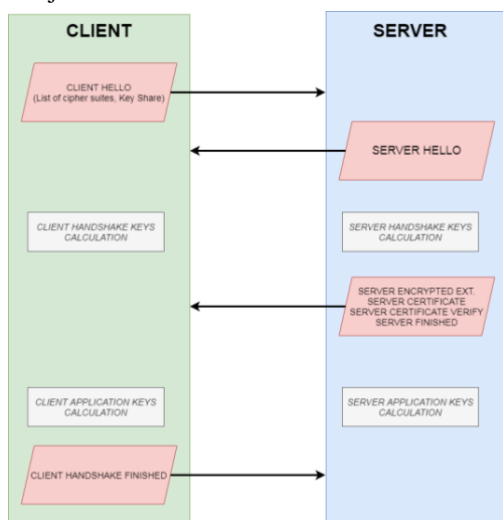 CLIENT
SERVER
CLIENT HELLO
(List of cipher suites, Key Share)
SERVER HELLO
CLIENT HANDSHAKE KEYS
CALCULATION
SERVER HANDSHAKE KEYS
CALCULATION
SERVER ENCRYPTED EXT.
SERVER CERTIFICATE
SERVER CERTIFICATE VERIFY
SERVER FINISHED
CLIENT APPLICATION KEYS
CALCULATION
SERVER APPLICATION KEYS
CALCULATION
CLIENT HANDSHAKE FINISHED